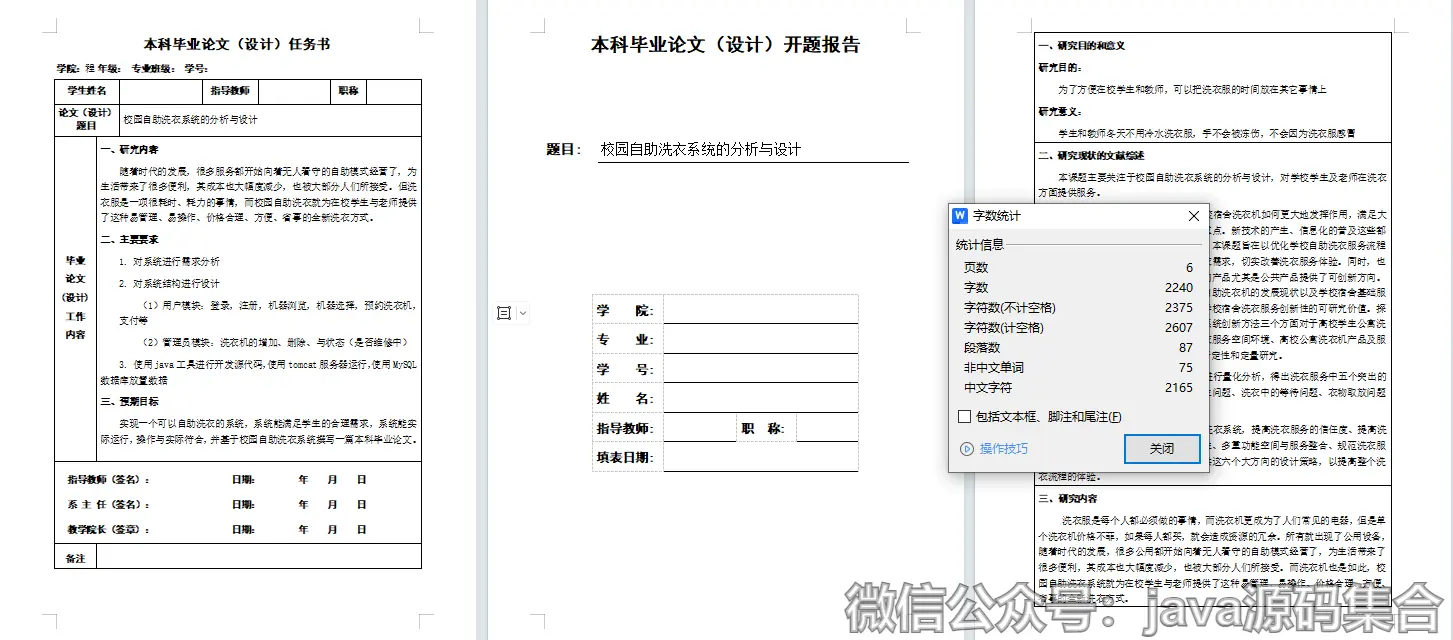 本科毕业论文（设计）任务书
学院：程 年级： 专业班级： 学号：
学生姓名 指导教师 职称
论文（设计）
题目
校园自助洗衣系统的分析与设计
毕业
论文
（设计）
工作
内容
一、研究内容
随着时代的发展，很多服务都开始向着无人看守的自助模式经营了，为
生活带来了很多便利，其成本也大幅度减少，也被大部分人们所接受。但洗
衣服是一项很耗时、耗力的事情，而校园自助洗衣就为在校学生与老师提供
了这种易管理、易操作、价格合理、方便、省事的全新洗衣方式。
二、主要要求
1. 对系统进行需求分析
2. 对系统结构进行设计
（1）用户模块：登录，注册，机器浏览，机器选择，预约洗衣机，
支付等
（2）管理员模块：洗衣机的增加、删除、与状态（是否维修中）
3. 使用java工具进行开发源代码,使用tomcat服务器运行,使用MySQL
数据库放置数据
三、预期目标
实现一个可以自助洗衣的系统，系统能满足学生的合理需求，系统能实
际运行，操作与实际符合，并基于校园自助洗衣系统撰写一篇本科毕业论文。
指导教师（签名）： 日期： 年 月 日
系 主 任（签名）： 日期： 年 月 日
教学院长（签章）： 日期： 年 月 日
备注
本科毕业论文（设计）开题报告
题目： 校园自助洗衣系统的分析与设计
学 院：
专 业：
学 号：
姓 名：
指导教师： 职 称：
填表日期：
一、研究目的和意义
研究目的：
为了方便在校学生和教师，可以把洗衣服的时间放在其它事情上
研究意义：
学生和教师冬天不用冷水洗衣服，手不会被冻伤，不会因为洗衣服感冒
二、研究现状的文献综述
本课题主要关注于校园自助洗衣系统的分析与设计，对学校学生及老师在洗衣
方面提供服务。
宿舍洗衣机如何更大地发挥作用，满足大
点。新技术的产生、信息化的普及这些都
本课题旨在以优化学校自助洗衣服务流程
需求，切实改善洗衣服务体验。同时，也
产品尤其是公共产品提供了可创新方向。
助洗衣机的发展现状以及学校宿舍基础服
校宿舍洗衣服务创新性的可研究价值。探
统创新方法三个方面对于高校学生公寓洗
衣服务空间环境、高校公寓洗衣机产品及服
定性和定量研究。
行量化分析，得出洗衣服务中五个突出的
问题、洗衣中的等待问题、衣物取放问题
衣系统，提高洗衣服务的信任度、提高洗
、多重功能空间与服务整合、规范洗衣服
这六个大方向的设计策略，以提高整个洗
衣流程的体验。
三、研究内容
洗衣服是每个人都必须做的事情，而洗衣机更成为了人们常见的电器，但是单
个洗衣机价格不菲，如果每人都买，就会造成资源的冗余。所有就出现了公用设备，
随着时代的发展，很多公用都开始向着无人看守的自助模式经营了，为生活带来了
很多便利，其成本也大幅度减少，也被大部分人们所接受。而洗衣机也是如此，校
园自助洗衣系统就为在校学生与老师提供了这种易管理、易操作、价格合理、方便、
省事的全新洗衣方式。
字数统计
统计信息
页数 6
字数 2240
字符数(不计空格) 2375
字符数(计空格) 2607
段落数 87
非中文单词 75
中文字符 2165
包括文本框、脚注和尾注(F)
操作技巧
关闭
微信公众号：java源码集合